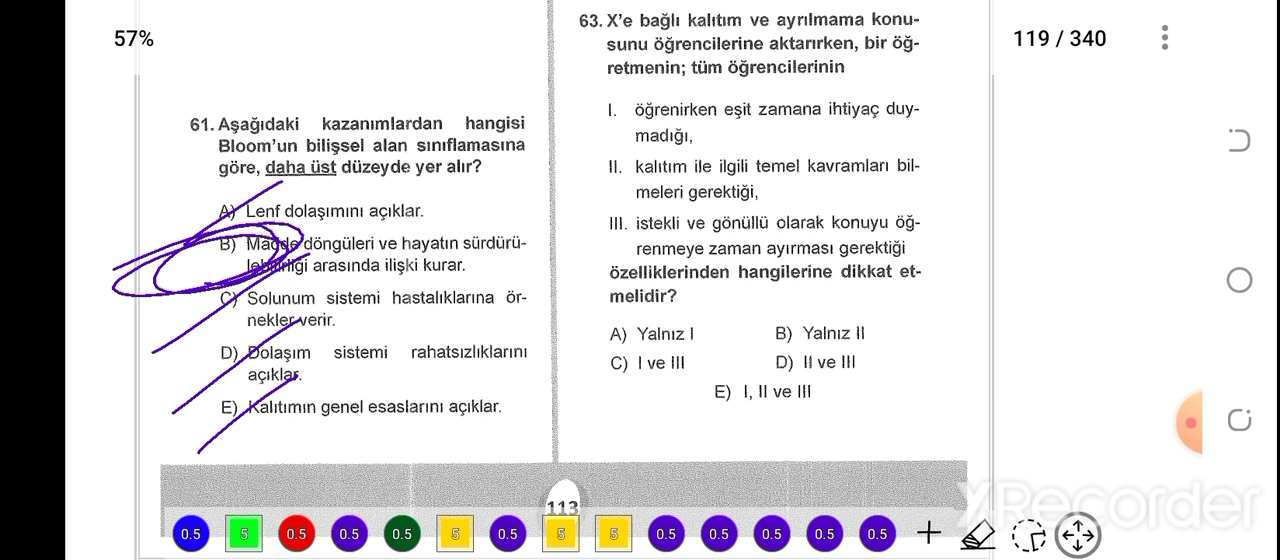 57%
119 / 340
61. Aşağıdaki kazanımlardan hangisi
Bloom'un bilişsel alan sınıflamasına
göre, daha üst düzeyde yer alır?
A) Lenf dolaşımını açıklar.
B) Madde döngüleri ve hayatın sürdürü-
lebilirliği arasında ilişki kurar.
C) Solunum sistemi hastalıklarına ör-
nekler verir.
D) Dolaşım sistemi rahatsızlıklarını
açıklar.
E) Kalıtımın genel esaslarını açıklar.
63. X'e bağlı kalıtım ve ayrılmama konu-
sunu öğrencilerine aktarırken, bir öğ-
retmenin; tüm öğrencilerinin
I. öğrenirken eşit zamana ihtiyaç duy-
madığı,
II. kalıtım ile ilgili temel kavramları bil-
meleri gerektiği,
III. istekli ve gönüllü olarak konuyu öğ-
renmeye zaman ayırması gerektiği
özelliklerinden hangilerine dikkat et-
melidir?
A) Yalnız I B) Yalnız II
C) I ve III D) II ve III
E) I, II ve III
113
0.5 5 0.5 0.5 0.5 5 0.5 5 5 0.5 0.5 0.5 0.5 0.5
XRecorder